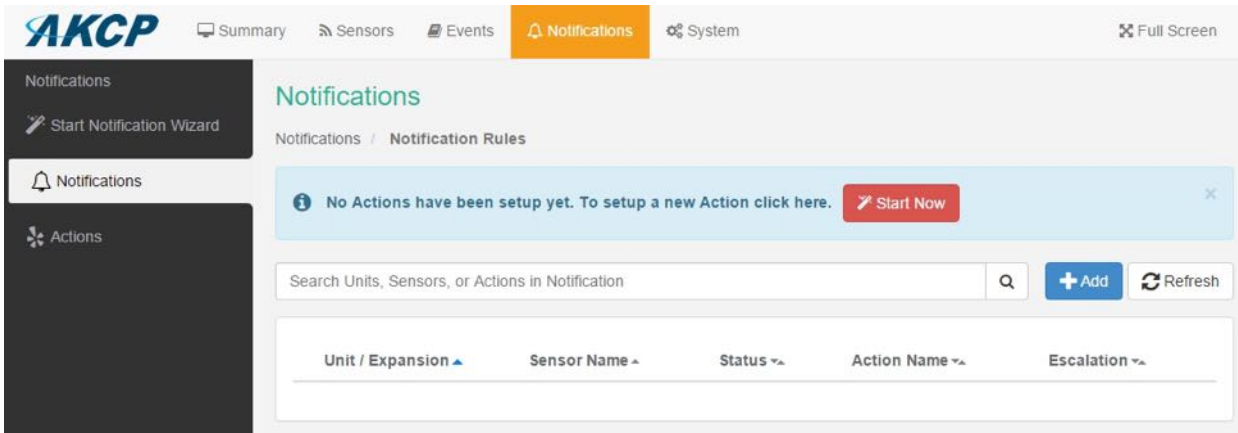 AKCP Summary Sensors Events Notifications System Full Screen
Notifications
Start Notification Wizard
Notifications
Actions
Notifications
Notifications / Notification Rules
No Actions have been setup yet. To setup a new Action click here. Start Now ×
Search Units, Sensors, or Actions in Notification Add Refresh
Unit / Expansion Sensor Name Status Action Name Escalation